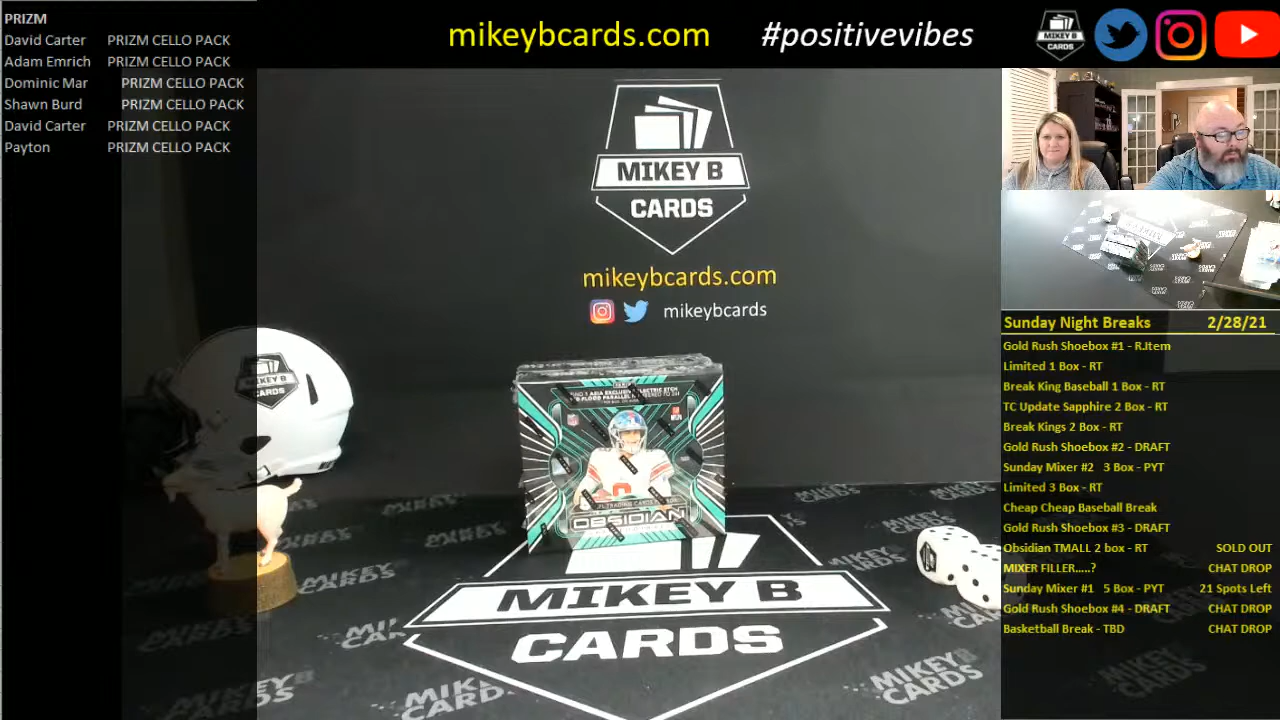 PRIZM
David Carter PRIZM CELLO PACK
Adam Emrich PRIZM CELLO PACK
Dominic Mar PRIZM CELLO PACK
Shawn Burd PRIZM CELLO PACK
David Carter PRIZM CELLO PACK
Payton PRIZM CELLO PACK
mikeybcards.com #positivevibes
MIKEY B
CARDS
MIKEY B
CARDS
mikeybcards.com
mikeybcards
MIKEY B
CARDS
OBSIDIAN
MIKEY B
CARDS
Sunday Night Breaks 2/28/21
Gold Rush Shoebox #1 - R.Item
Limited 1 Box - RT
Break King Baseball 1 Box - RT
TC Update Sapphire 2 Box - RT
Break Kings 2 Box - RT
Gold Rush Shoebox #2 - DRAFT
Sunday Mixer #2 3 Box - PYT
Limited 3 Box - RT
Cheap Cheap Baseball Break
Gold Rush Shoebox #3 - DRAFT
Obsidian TMALL 2 box - RT SOLD OUT
MIXER FILLER.....? CHAT DROP
Sunday Mixer #1 5 Box - PYT 21 Spots Left
Gold Rush Shoebox #4 - DRAFT CHAT DROP
Basketball Break - TBD CHAT DROP